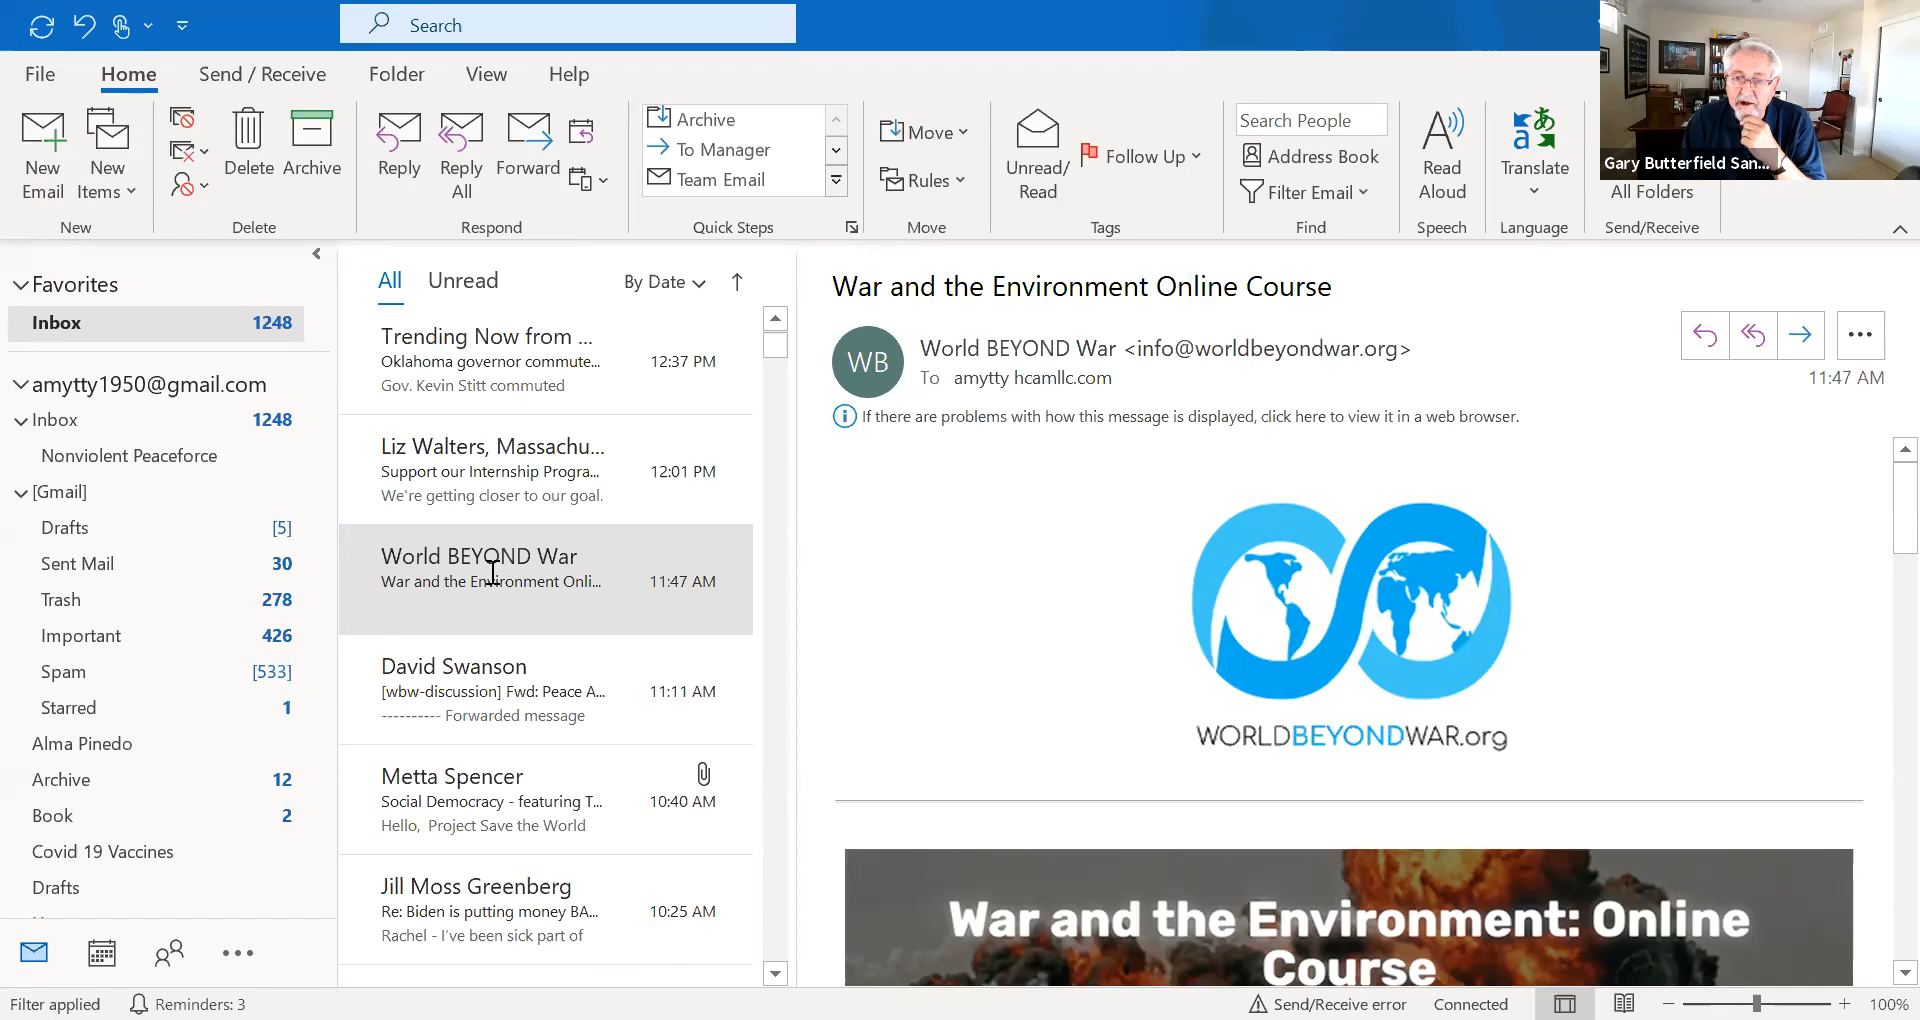 Search
File Home Send / Receive Folder View Help
New Email
New Items
Delete
Archive
Reply
Reply All
Forward
Archive
To Manager
Team Email
Move
Rules
Unread/ Read
Follow Up
Search People
Address Book
Filter Email
Read Aloud
Translate
All Folders
Gary Butterfield San...
New Delete Respond Quick Steps Move Tags Find Speech Language Send/Receive
Favorites
Inbox 1248
amytty1950@gmail.com
Inbox 1248
Nonviolent Peaceforce
[Gmail]
Drafts [5]
Sent Mail 30
Trash 278
Important 426
Spam [533]
Starred 1
Alma Pinedo
Archive 12
Book 2
Covid 19 Vaccines
Drafts
All Unread By Date
Trending Now from ...
Oklahoma governor commute... 12:37 PM
Gov. Kevin Stitt commuted
Liz Walters, Massachu...
Support our Internship Progra... 12:01 PM
We're getting closer to our goal.
World BEYOND War
War and the Environment Onli... 11:47 AM
David Swanson
[wbw-discussion] Fwd: Peace A... 11:11 AM
---------- Forwarded message
Metta Spencer
Social Democracy - featuring T... 10:40 AM
Hello, Project Save the World
Jill Moss Greenberg
Re: Biden is putting money BA... 10:25 AM
Rachel - I've been sick part of
War and the Environment Online Course
WB
World BEYOND War <info@worldbeyondwar.org>
To amytty hcamllc.com
11:47 AM
If there are problems with how this message is displayed, click here to view it in a web browser.
WORLDBEYONDWAR.org
War and the Environment: Online
Course
Filter applied Reminders: 3 Send/Receive error Connected 100%